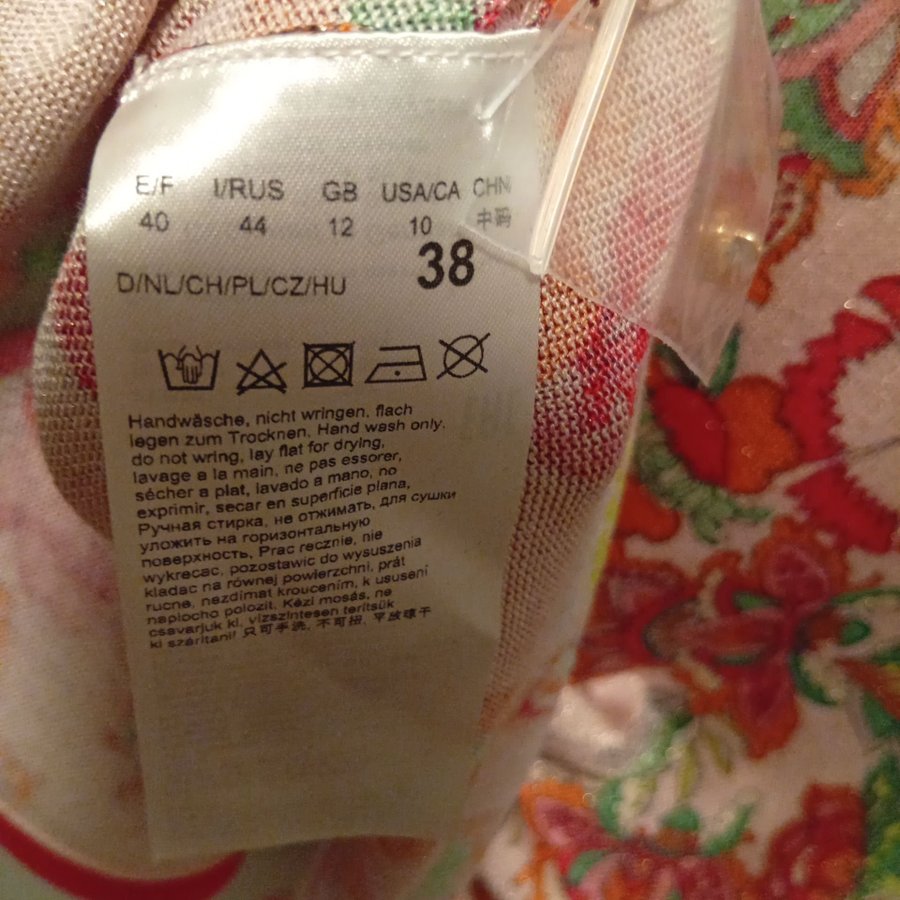 E/F I/RUS GB USA/CA CHN
40 44 12 10 中码
D/NL/CH/PL/CZ/HU 38
Handwäsche, nicht wringen, flach
legen zum Trocknen, Hand wash only,
do not wring, lay flat for drying,
lavage a la main, ne pas essorer,
sécher a plat, lavado a mano, no
exprimir, secar en superficie plana,
Ручная стирка, не отжимать, для сушки
уложить на горизонтальную
поверхность, Prac recznie, nie
wykrecac, pozostawic do wysuszenia
kladac na równej powierzchni, prát
rucne, nezdímat kroucením, k ususení
naplocho polozit, Kézi mosás, ne
csavarjuk ki, vízszintesen terítsük
ki szárítani! 只可手洗, 不可扭, 平放晾干